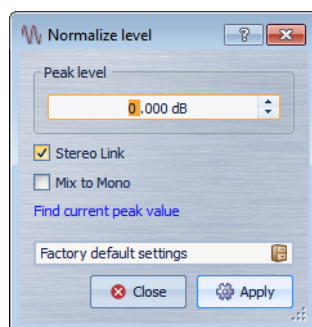 Normalize level
Peak level
0.000 dB
Stereo Link
Mix to Mono
Find current peak value
Factory default settings
Close
Apply